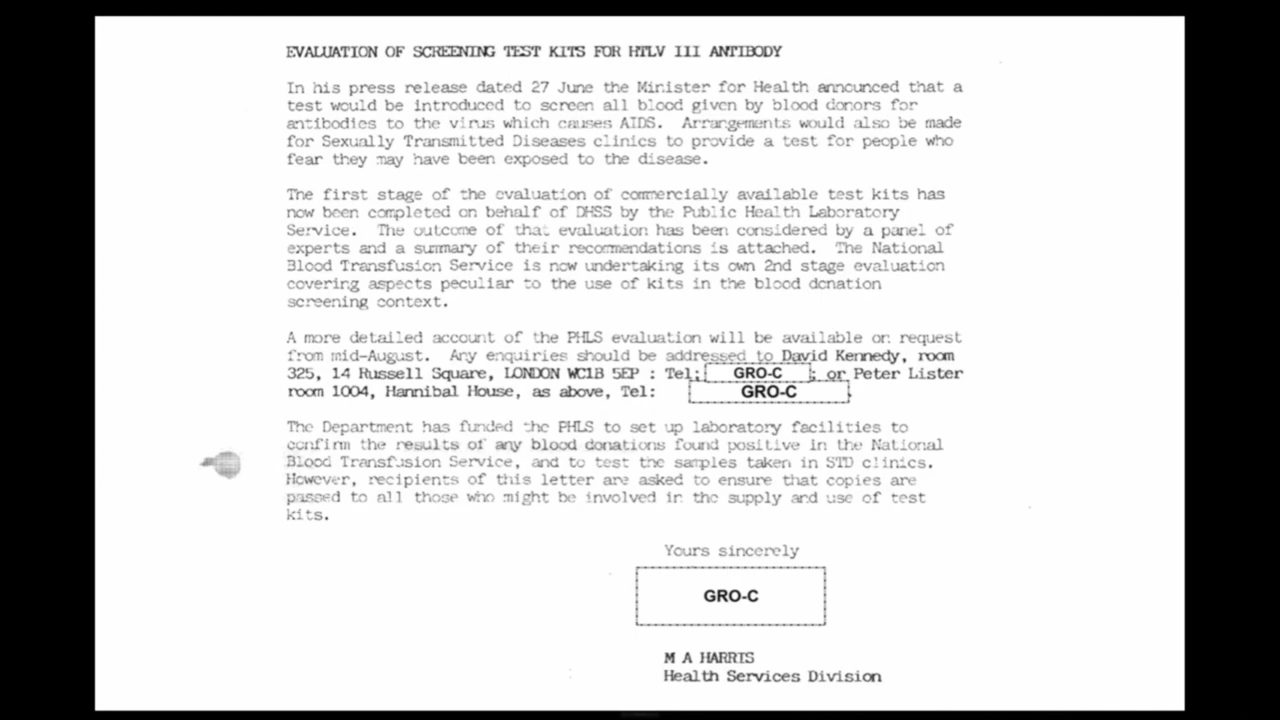 EVALUATION OF SCREENING TEST KITS FOR HTLV III ANTIBODY
In his press release dated 27 June the Minister for Health announced that a
test would be introduced to screen all blood given by blood donors for
antibodies to the virus which causes AIDS. Arrangements would also be made
for Sexually Transmitted Diseases clinics to provide a test for people who
fear they may have been exposed to the disease.
The first stage of the evaluation of commercially available test kits has
now been completed on behalf of DHSS by the Public Health Laboratory
Service. The outcome of that evaluation has been considered by a panel of
experts and a summary of their recommendations is attached. The National
Blood Transfusion Service is now undertaking its own 2nd stage evaluation
covering aspects peculiar to the use of kits in the blood donation
screening context.
A more detailed account of the PHLS evaluation will be available on request
from mid-August. Any enquiries should be addressed to David Kennedy, room
325, 14 Russell Square, LONDON WC1B 5EP : Tel: GRO-C ; or Peter Lister
room 1004, Hannibal House, as above, Tel: GRO-C
The Department has funded the PHLS to set up laboratory facilities to
confirm the results of any blood donations found positive in the National
Blood Transfusion Service, and to test the samples taken in STD clinics.
However, recipients of this letter are asked to ensure that copies are
passed to all those who might be involved in the supply and use of test
kits.
Yours sincerely
GRO-C
M A HARRIS
Health Services Division